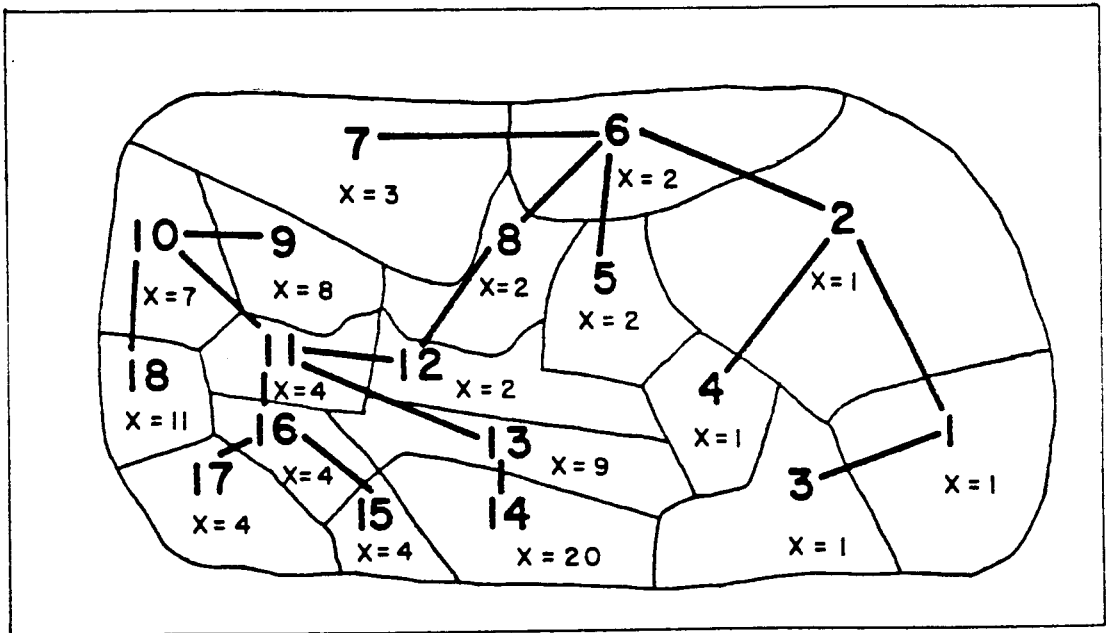 7
6
X = 3
X = 2
2
10
9
8
5
X = 7
X = 8
X = 2
X = 2
X = 1
11
12
18
X = 4
X = 2
4
X = 11
16
13
X = 1
1
17
X = 4
X = 9
3
X = 1
15
14
X = 4
X = 4
X = 20
X = 1